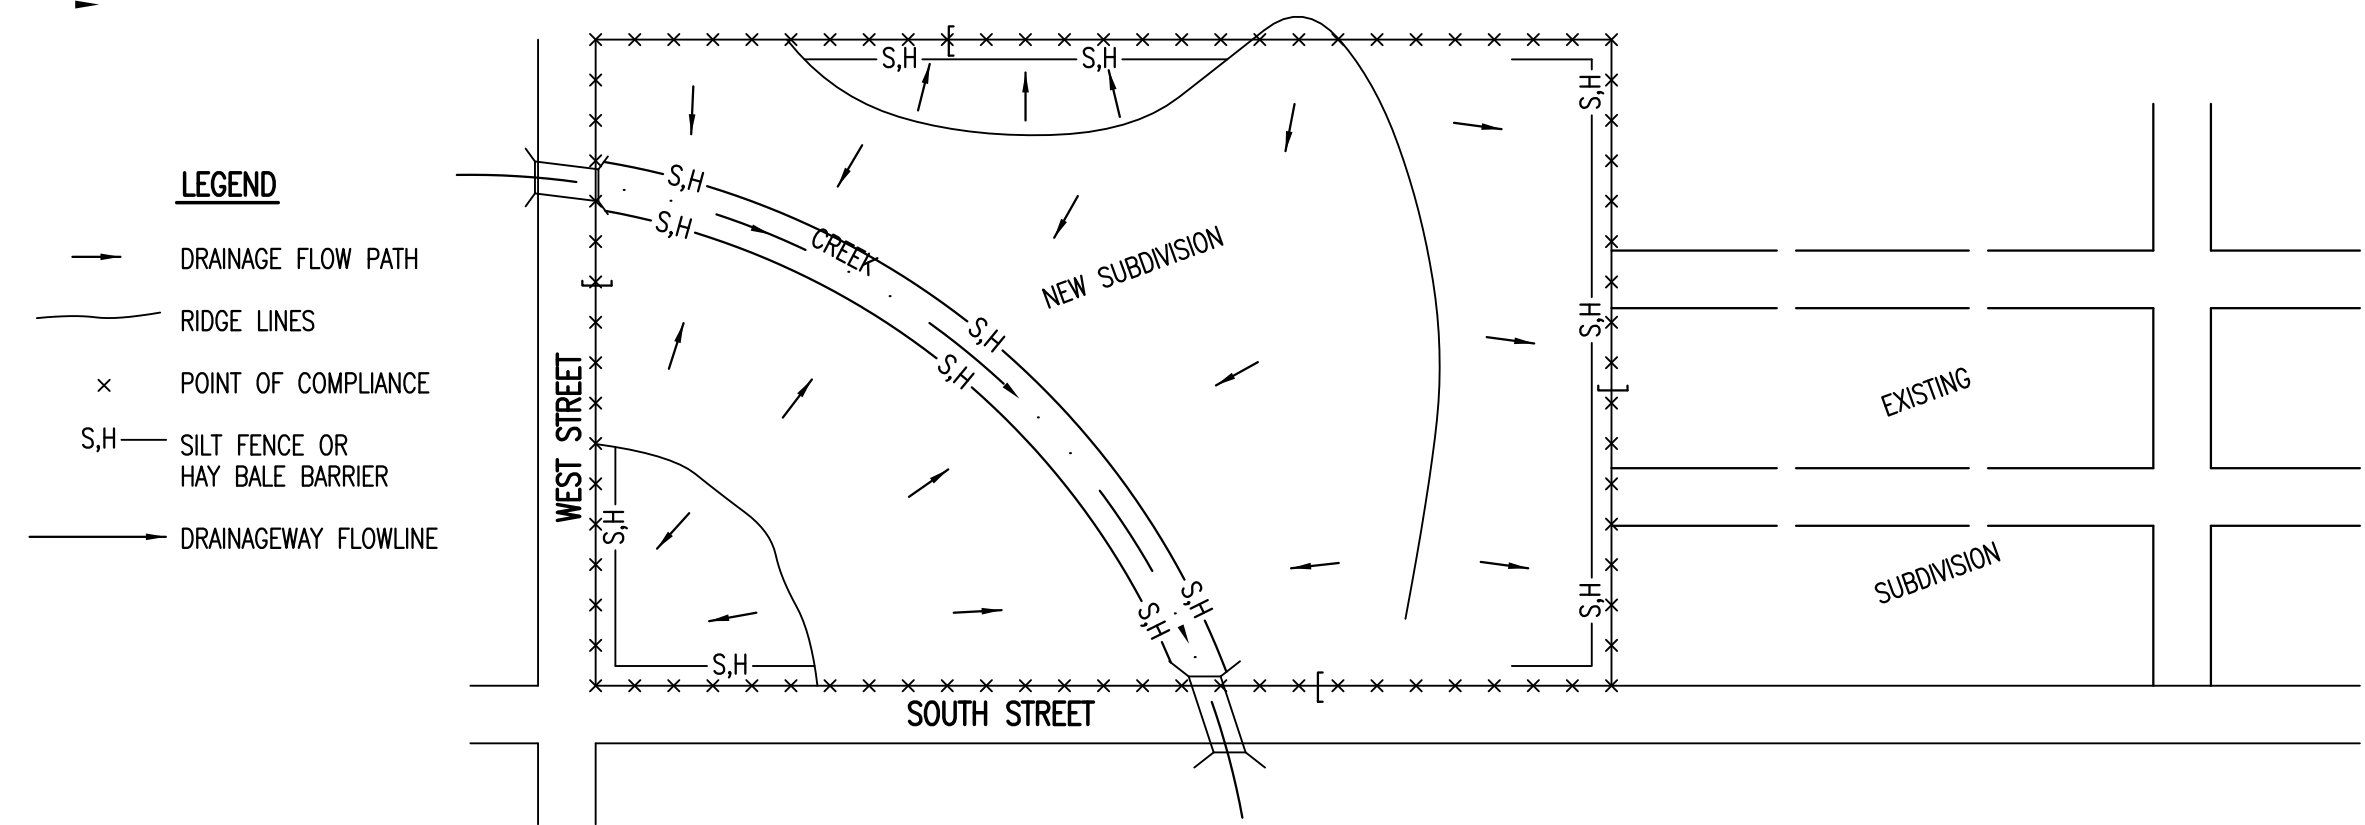 LEGEND
DRAINAGE FLOW PATH
RIDGE LINES
POINT OF COMPLIANCE
S,H
SILT FENCE OR
HAY BALE BARRIER
DRAINAGEWAY FLOWLINE
WEST STREET
SOUTH STREET
S,H
S,H
S,H
S,H
CREEK
NEW SUBDIVISION
S,H
S,H
S,H
S,H
S,H
S,H
S,H
S,H
S,H
EXISTING
SUBDIVISION